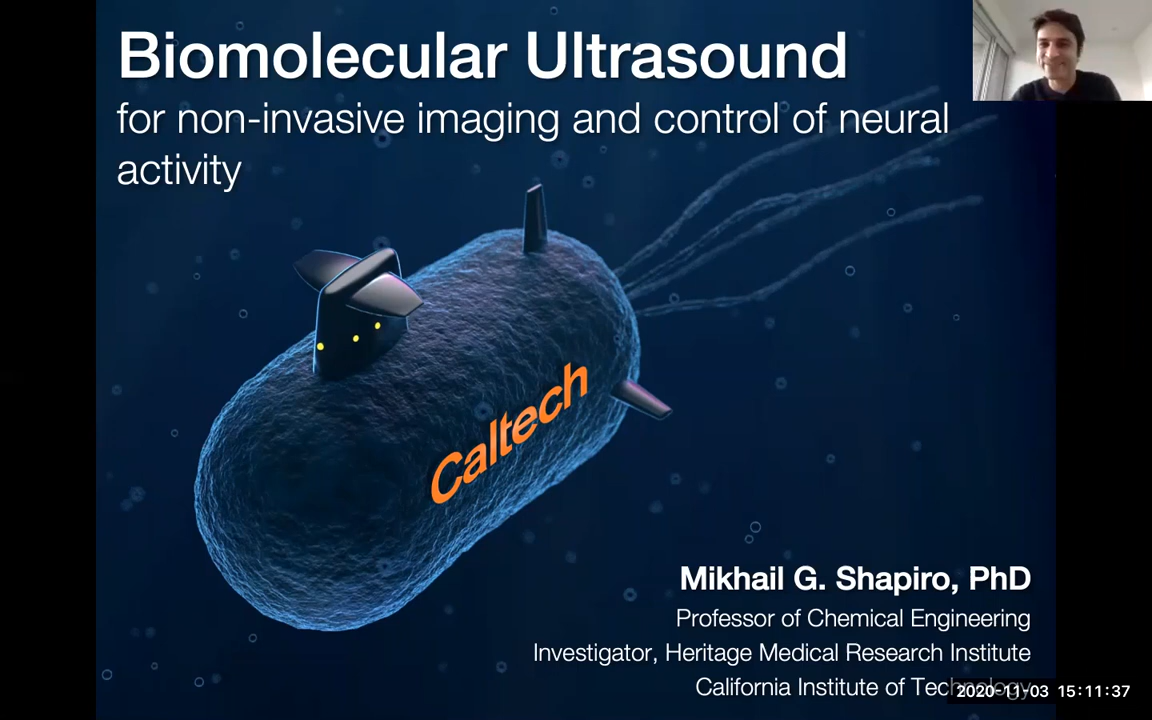 Biomolecular Ultrasound
for non-invasive imaging and control of neural
activity
Caltech
Mikhail G. Shapiro, PhD
Professor of Chemical Engineering
Investigator, Heritage Medical Research Institute
California Institute of Technology
2020-11-03 15:11:37